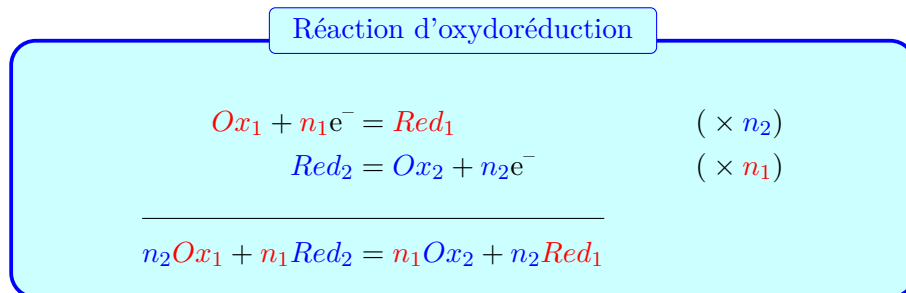 Réaction d'oxydoréduction
Ox₁ + n₁e⁻ = Red₁ ( × n₂)
Red₂ = Ox₂ + n₂e⁻ ( × n₁)
n₂Ox₁ + n₁Red₂ = n₁Ox₂ + n₂Red₁